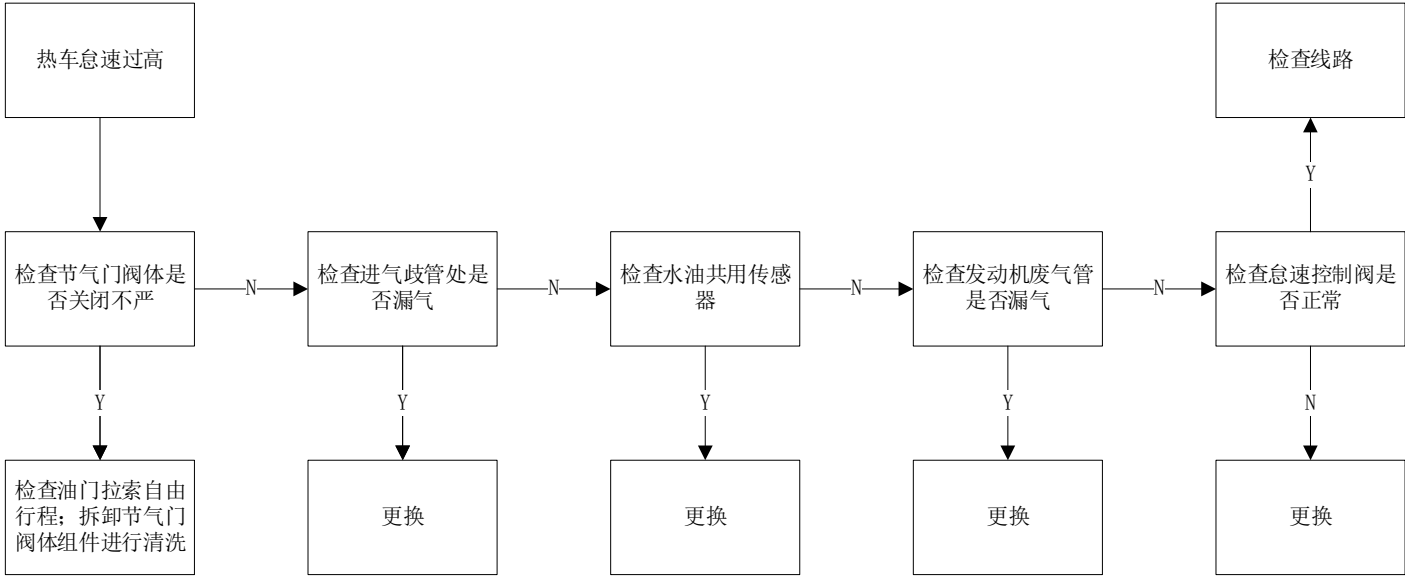 热车怠速过高
检查线路
Y
检查节气门阀体是
否关闭不严
N
检查进气歧管处是
否漏气
N
检查水油共用传感
器
N
检查发动机废气管
是否漏气
N
检查怠速控制阀是
否正常
Y
Y
Y
Y
N
检查油门拉索自由
行程；拆卸节气门
阀体组件进行清洗
更换
更换
更换
更换